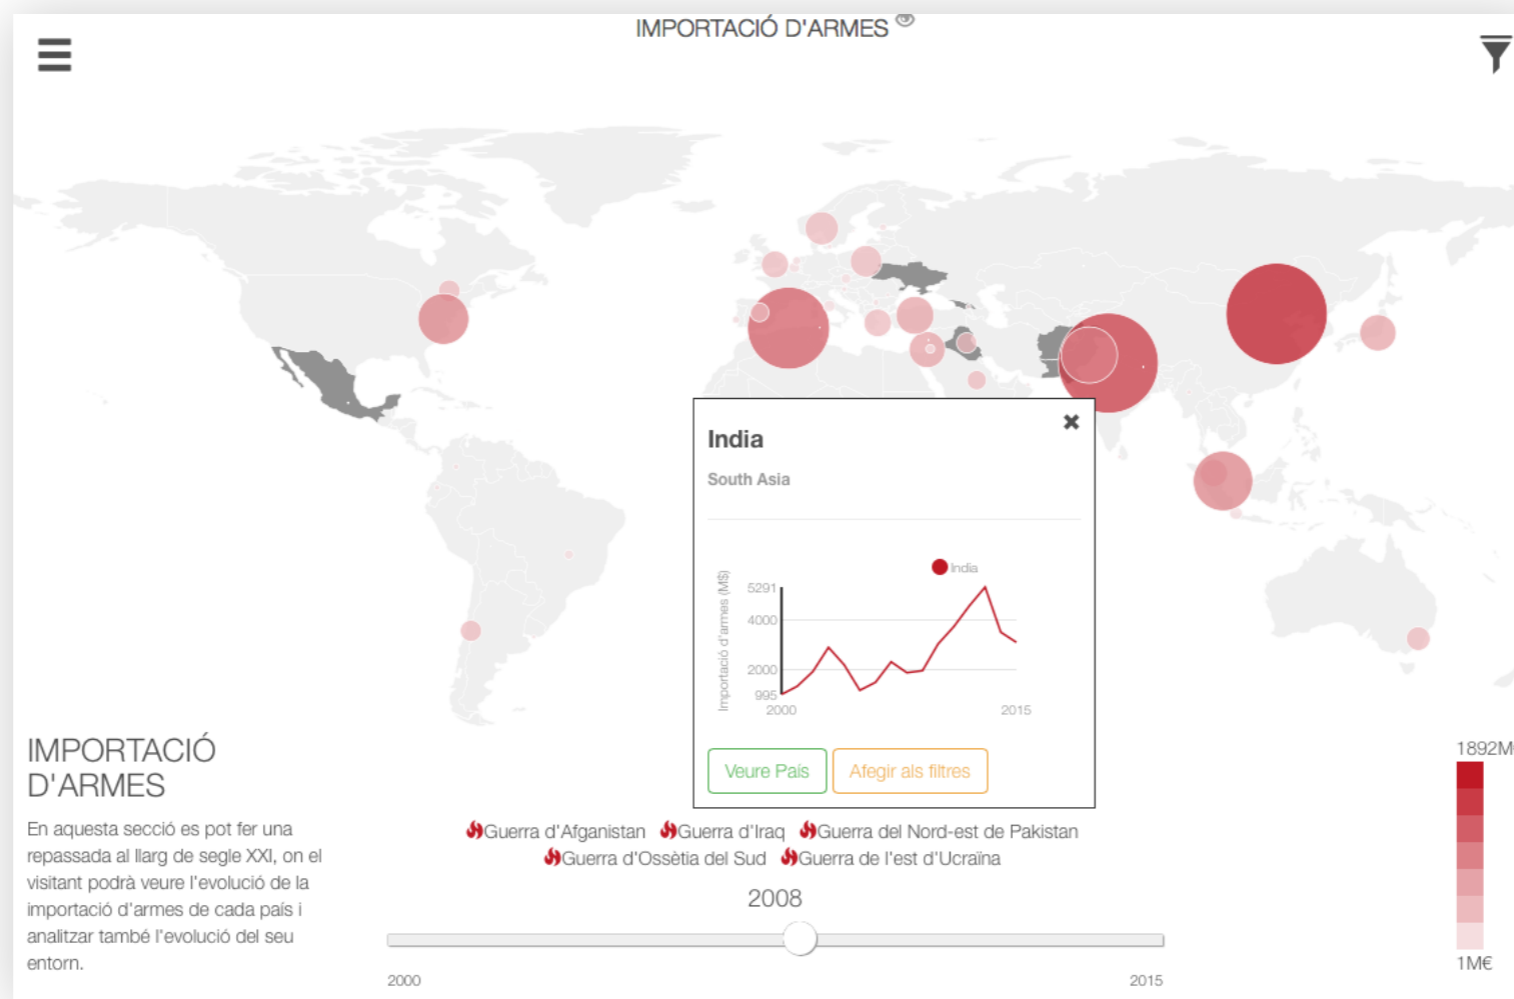 IMPORTACIÓ D'ARMES
India
South Asia
India
Importació d'armes (M$)
5291
4000
2000
995
2000
2015
Veure País
Afegir als filtres
IMPORTACIÓ
D'ARMES
En aquesta secció es pot fer una
repassada al llarg de segle XXI, on el
visitant podrà veure l'evolució de la
importació d'armes de cada país i
analitzar també l'evolució del seu
entorn.
Guerra d'Afganistan Guerra d'Iraq Guerra del Nord-est de Pakistan
Guerra d'Ossètia del Sud Guerra de l'est d'Ucraïna
2008
2000
2015
1892M€
1M€